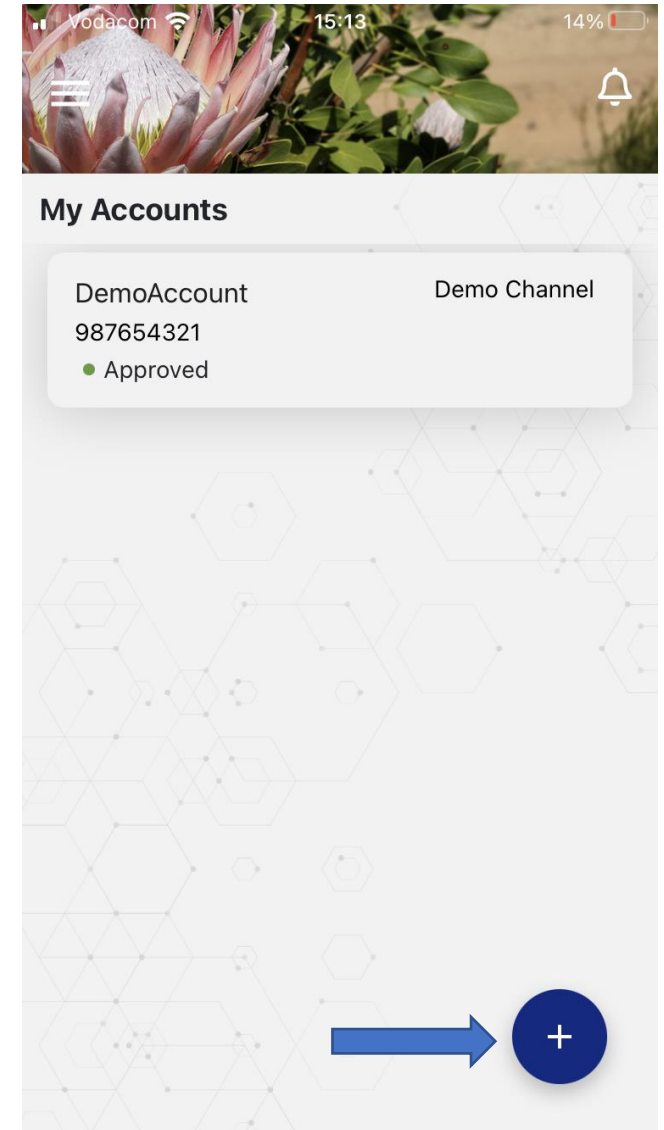 Vodacom 15:13 14%
My Accounts
DemoAccount Demo Channel
987654321
Approved
+